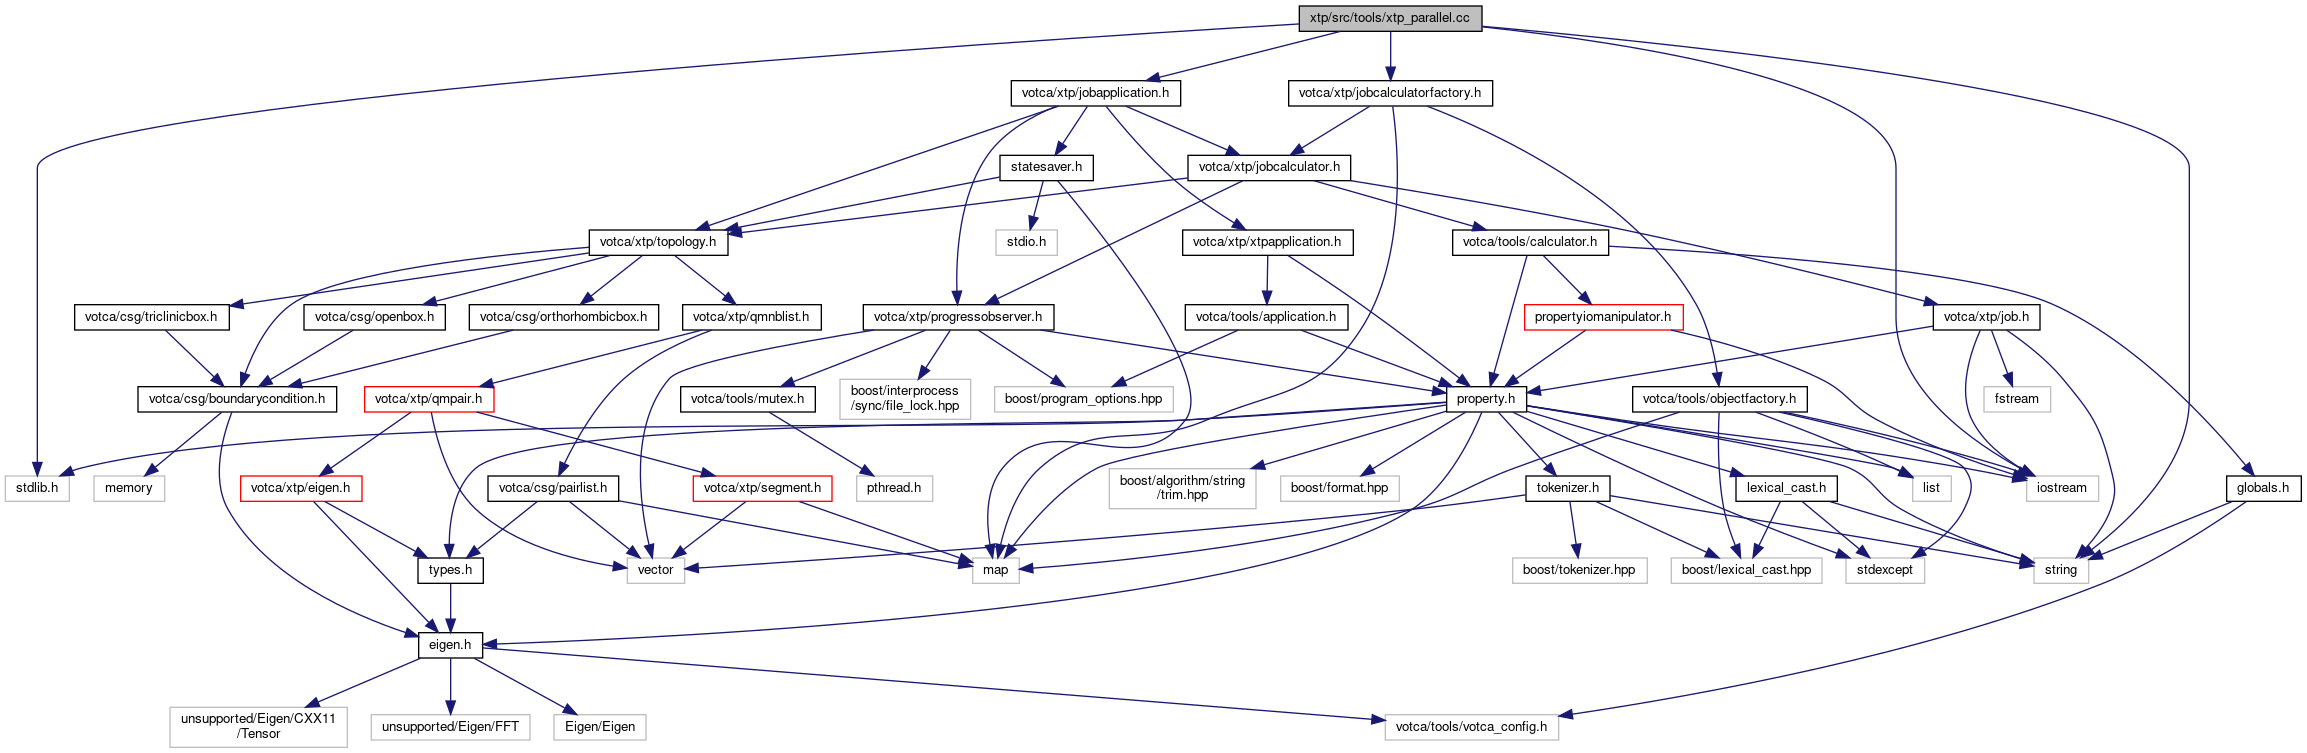 xtp/src/tools/xtp_parallel.cc
votca/xtp/jobapplication.h
votca/xtp/jobcalculatorfactory.h
statesaver.h
votca/xtp/jobcalculator.h
votca/xtp/topology.h
stdio.h
votca/xtp/xtpapplication.h
votca/tools/calculator.h
votca/csg/triclinicbox.h
votca/csg/openbox.h
votca/csg/orthorhombicbox.h
votca/xtp/qmnblist.h
votca/xtp/progressobserver.h
votca/tools/application.h
propertyiomanipulator.h
votca/xtp/job.h
votca/csg/boundarycondition.h
votca/xtp/qmpair.h
votca/tools/mutex.h
boost/interprocess
/sync/file_lock.hpp
boost/program_options.hpp
property.h
votca/tools/objectfactory.h
fstream
stdlib.h
memory
votca/xtp/eigen.h
votca/csg/pairlist.h
votca/xtp/segment.h
pthread.h
boost/algorithm/string
/trim.hpp
boost/format.hpp
tokenizer.h
lexical_cast.h
list
iostream
globals.h
types.h
vector
map
boost/tokenizer.hpp
boost/lexical_cast.hpp
stdexcept
string
eigen.h
unsupported/Eigen/CXX11
/Tensor
unsupported/Eigen/FFT
Eigen/Eigen
votca/tools/votca_config.h